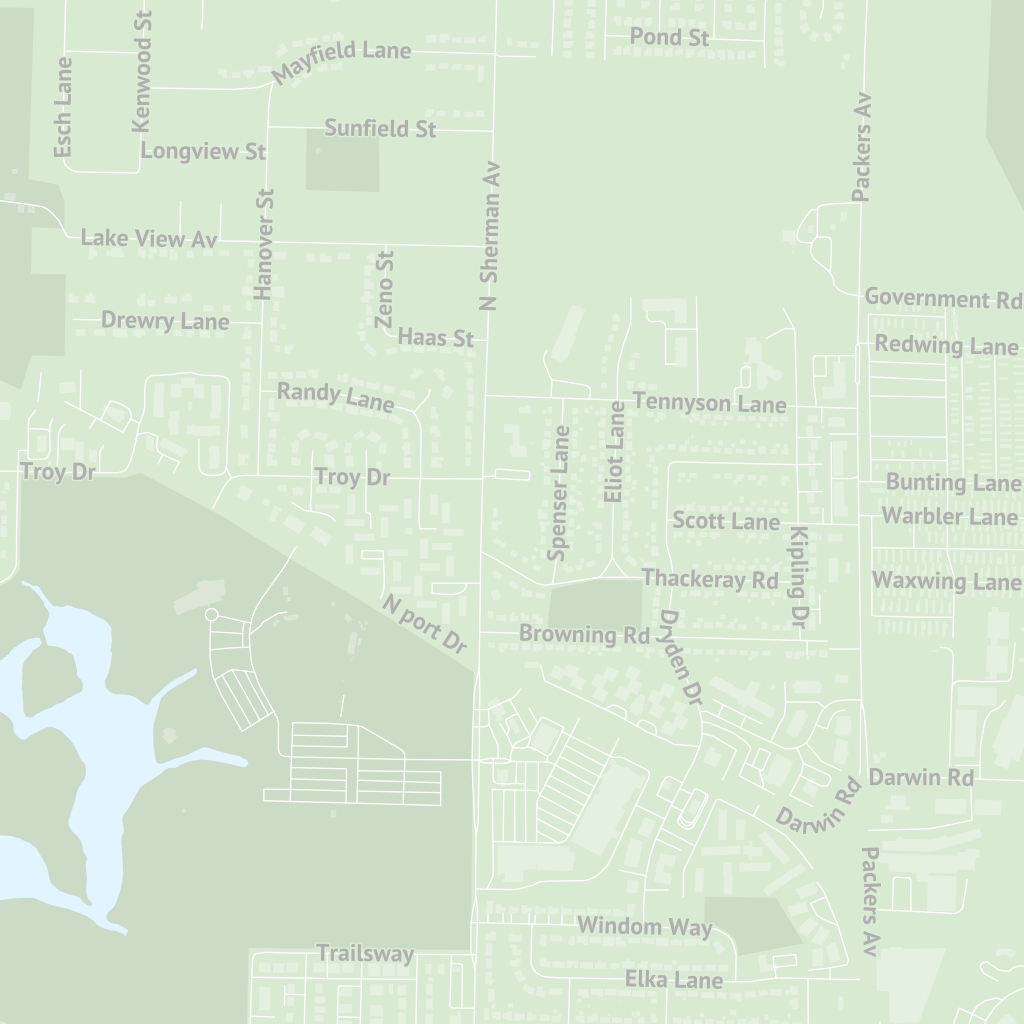 Pond St
Mayfield Lane
Kenwood St
Esch Lane
Packers Av
Sunfield St
Longview St
N Sherman Av
Hanover St
Lake View Av
Zeno St
Government Rd
Drewry Lane
Haas St
Redwing Lane
Randy Lane
Tennyson Lane
Eliot Lane
Spenser Lane
Troy Dr
Troy Dr
Bunting Lane
Scott Lane
Warbler Lane
Kipling Dr
Thackeray Rd
Waxwing Lane
N port Dr
Browning Rd
Dryden Dr
Darwin Rd
Darwin Rd
Packers Av
Windom Way
Trailsway
Elka Lane